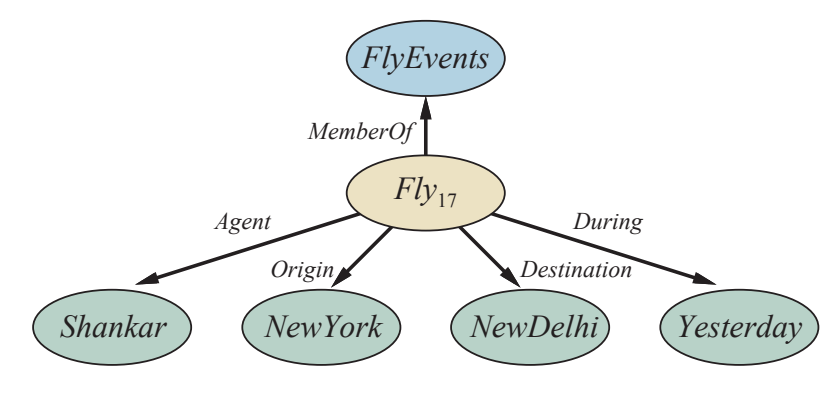 FlyEvents
MemberOf
Fly₁₇
Agent
During
Origin
Destination
Shankar
NewYork
NewDelhi
Yesterday